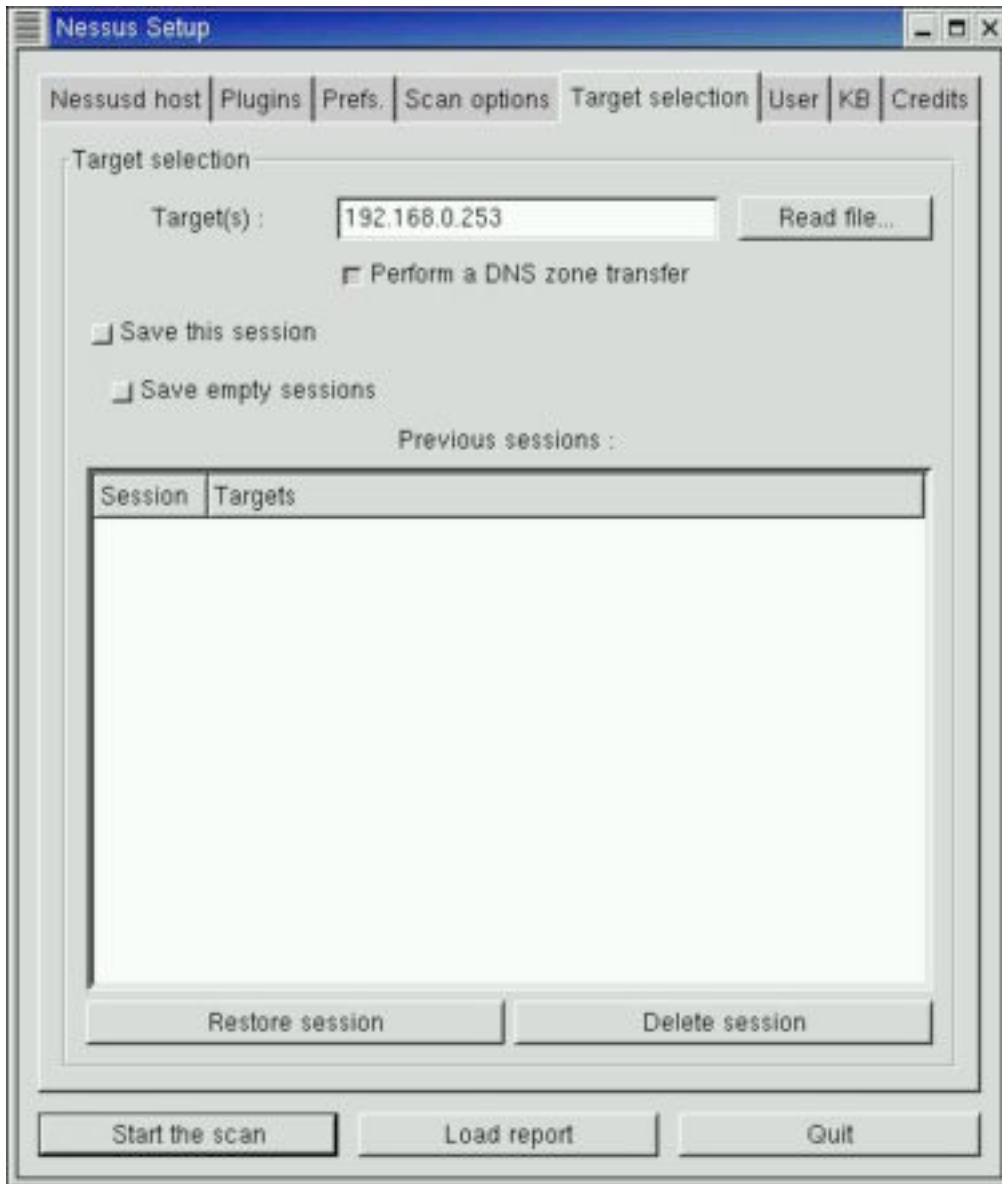 Nessus Setup
Nessusd host Plugins Prefs. Scan options Target selection User KB Credits
Target selection
Target(s) : 192.168.0.253 Read file...
Perform a DNS zone transfer
Save this session
Save empty sessions
Previous sessions :
Session Targets
Restore session Delete session
Start the scan Load report Quit